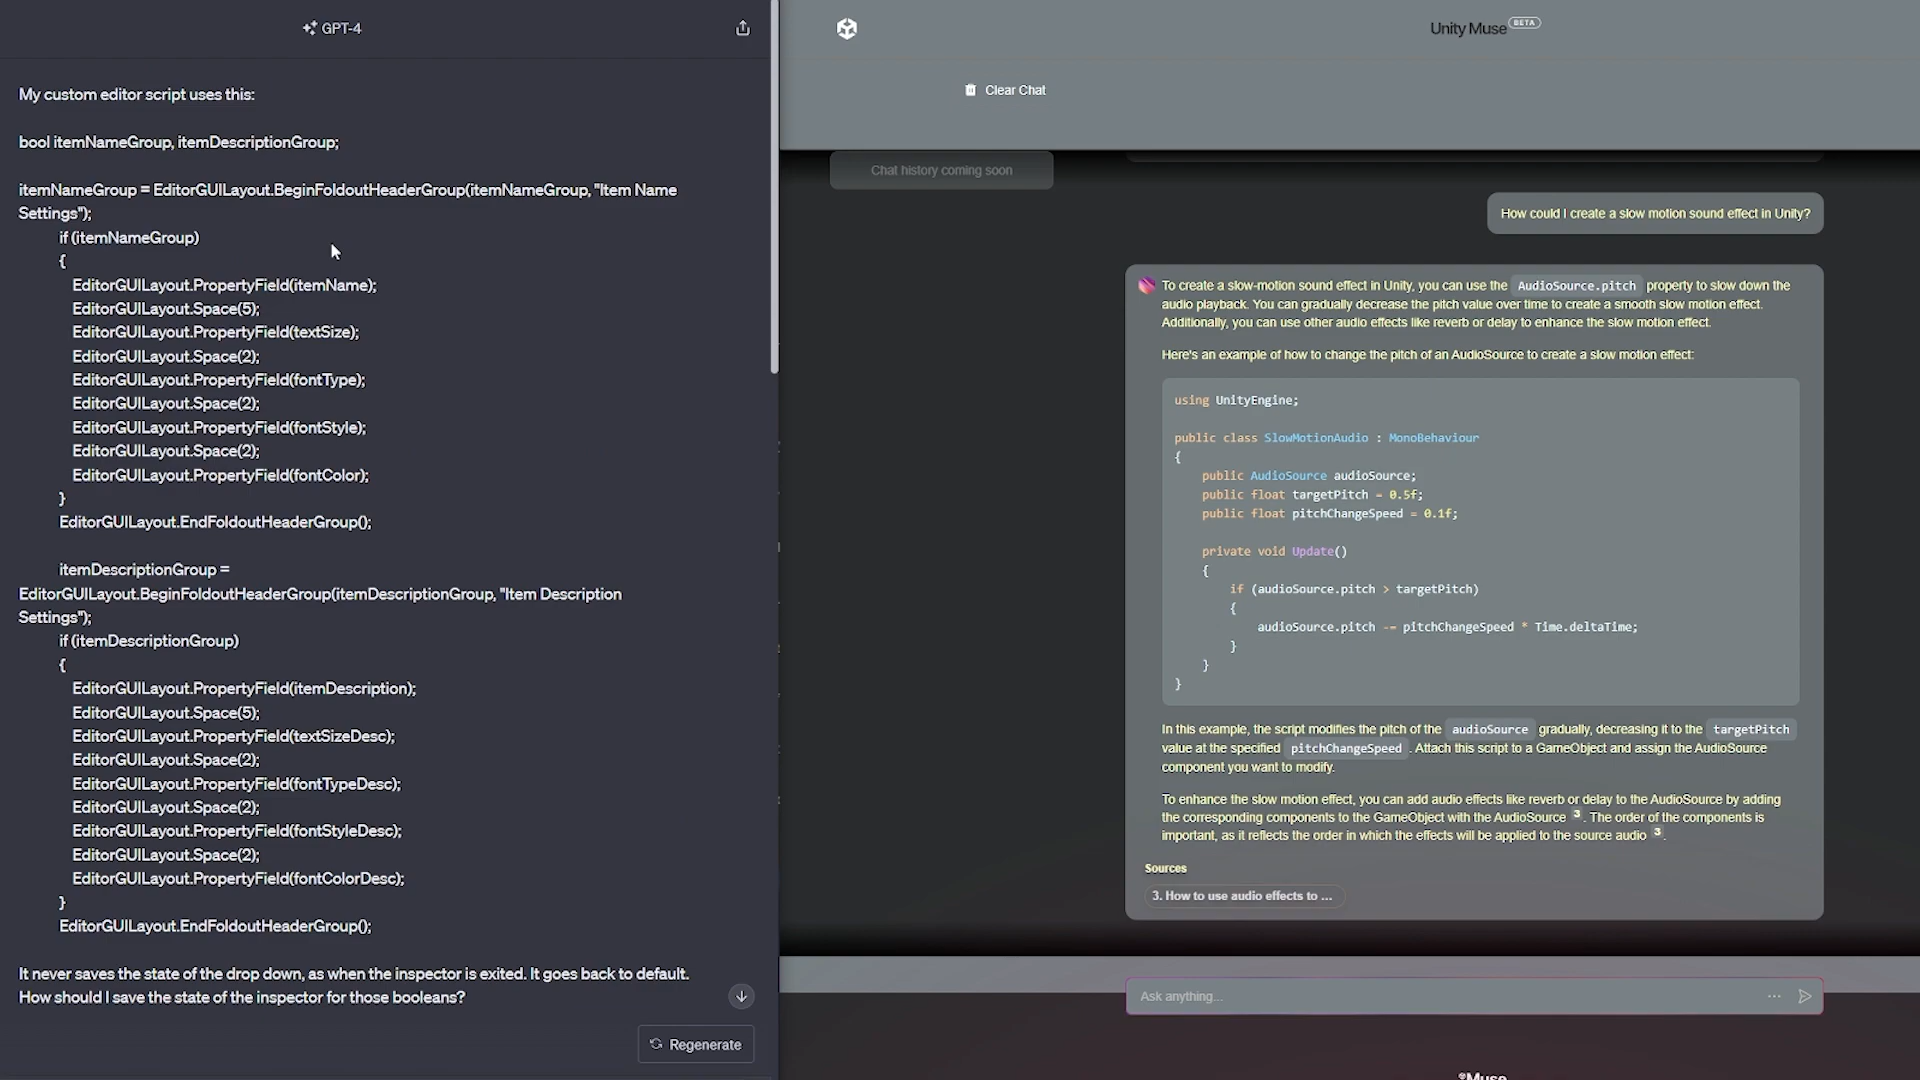 GPT-4
My custom editor script uses this:
bool itemNameGroup, itemDescriptionGroup;
itemNameGroup = EditorGUILayout.BeginFoldoutHeaderGroup(itemNameGroup, "Item Name
Settings");
if (itemNameGroup)
{
EditorGUILayout.PropertyField(itemName);
EditorGUILayout.Space(5);
EditorGUILayout.PropertyField(textSize);
EditorGUILayout.Space(2);
EditorGUILayout.PropertyField(fontType);
EditorGUILayout.Space(2);
EditorGUILayout.PropertyField(fontStyle);
EditorGUILayout.Space(2);
EditorGUILayout.PropertyField(fontColor);
}
EditorGUILayout.EndFoldoutHeaderGroup();
itemDescriptionGroup =
EditorGUILayout.BeginFoldoutHeaderGroup(itemDescriptionGroup, "Item Description
Settings");
if (itemDescriptionGroup)
{
EditorGUILayout.PropertyField(itemDescription);
EditorGUILayout.Space(5);
EditorGUILayout.PropertyField(textSizeDesc);
EditorGUILayout.Space(2);
EditorGUILayout.PropertyField(fontTypeDesc);
EditorGUILayout.Space(2);
EditorGUILayout.PropertyField(fontStyleDesc);
EditorGUILayout.Space(2);
EditorGUILayout.PropertyField(fontColorDesc);
}
EditorGUILayout.EndFoldoutHeaderGroup();
It never saves the state of the drop down, as when the inspector is exited. It goes back to default.
How should I save the state of the inspector for those booleans?
Regenerate
Unity Muse BETA
Clear Chat
Chat history coming soon
How could I create a slow motion sound effect in Unity?
To create a slow-motion sound effect in Unity, you can use the AudioSource.pitch property to slow down the
audio playback. You can gradually decrease the pitch value over time to create a smooth slow motion effect.
Additionally, you can use other audio effects like reverb or delay to enhance the slow motion effect.
Here's an example of how to change the pitch of an AudioSource to create a slow motion effect:
using UnityEngine;
public class SlowMotionAudio : MonoBehaviour
{
public AudioSource audioSource;
public float targetPitch = 0.5f;
public float pitchChangeSpeed = 0.1f;
private void Update()
{
if (audioSource.pitch > targetPitch)
{
audioSource.pitch -= pitchChangeSpeed * Time.deltaTime;
}
}
}
In this example, the script modifies the pitch of the audioSource gradually, decreasing it to the targetPitch
value at the specified pitchChangeSpeed . Attach this script to a GameObject and assign the AudioSource
component you want to modify.
To enhance the slow motion effect, you can add audio effects like reverb or delay to the AudioSource by adding
the corresponding components to the GameObject with the AudioSource 3 . The order of the components is
important, as it reflects the order in which the effects will be applied to the source audio 3 .
Sources
3. How to use audio effects to ...
Ask anything...
Muse